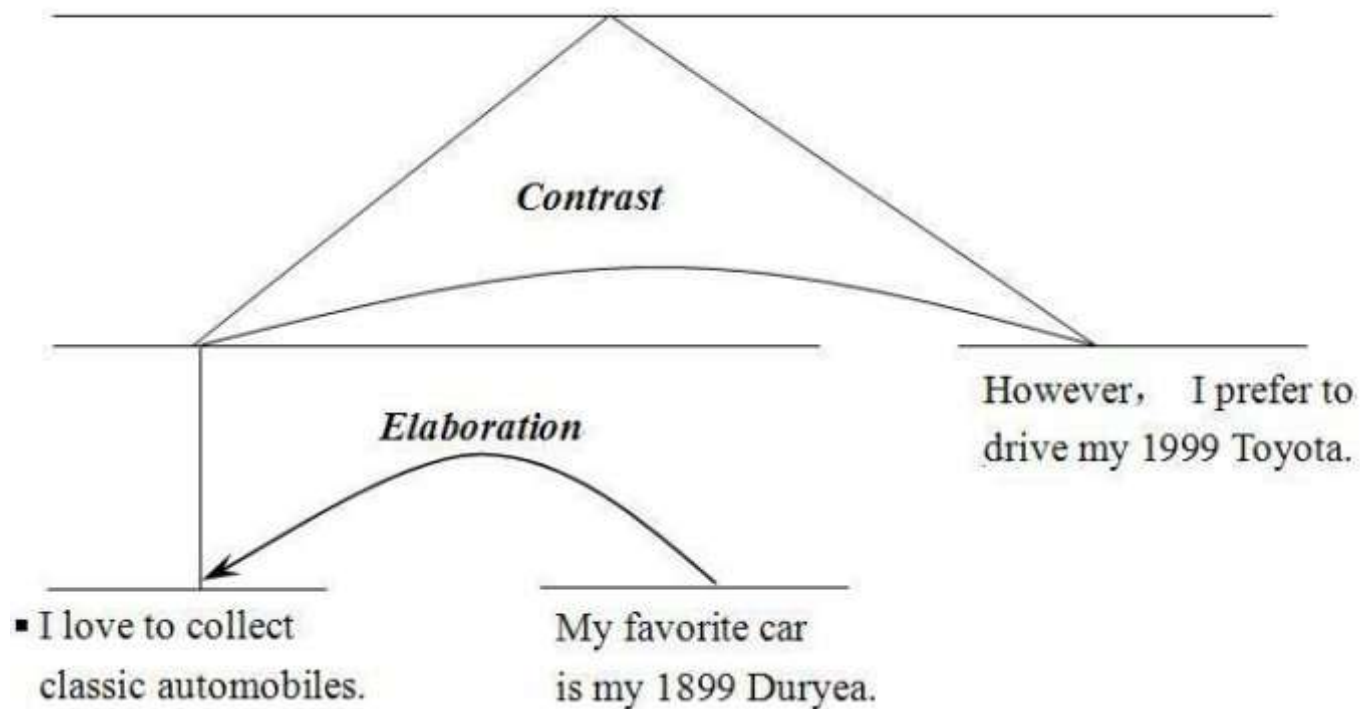 Contrast
Elaboration
However， I prefer to
drive my 1999 Toyota.
▪ I love to collect
classic automobiles.
My favorite car
is my 1899 Duryea.